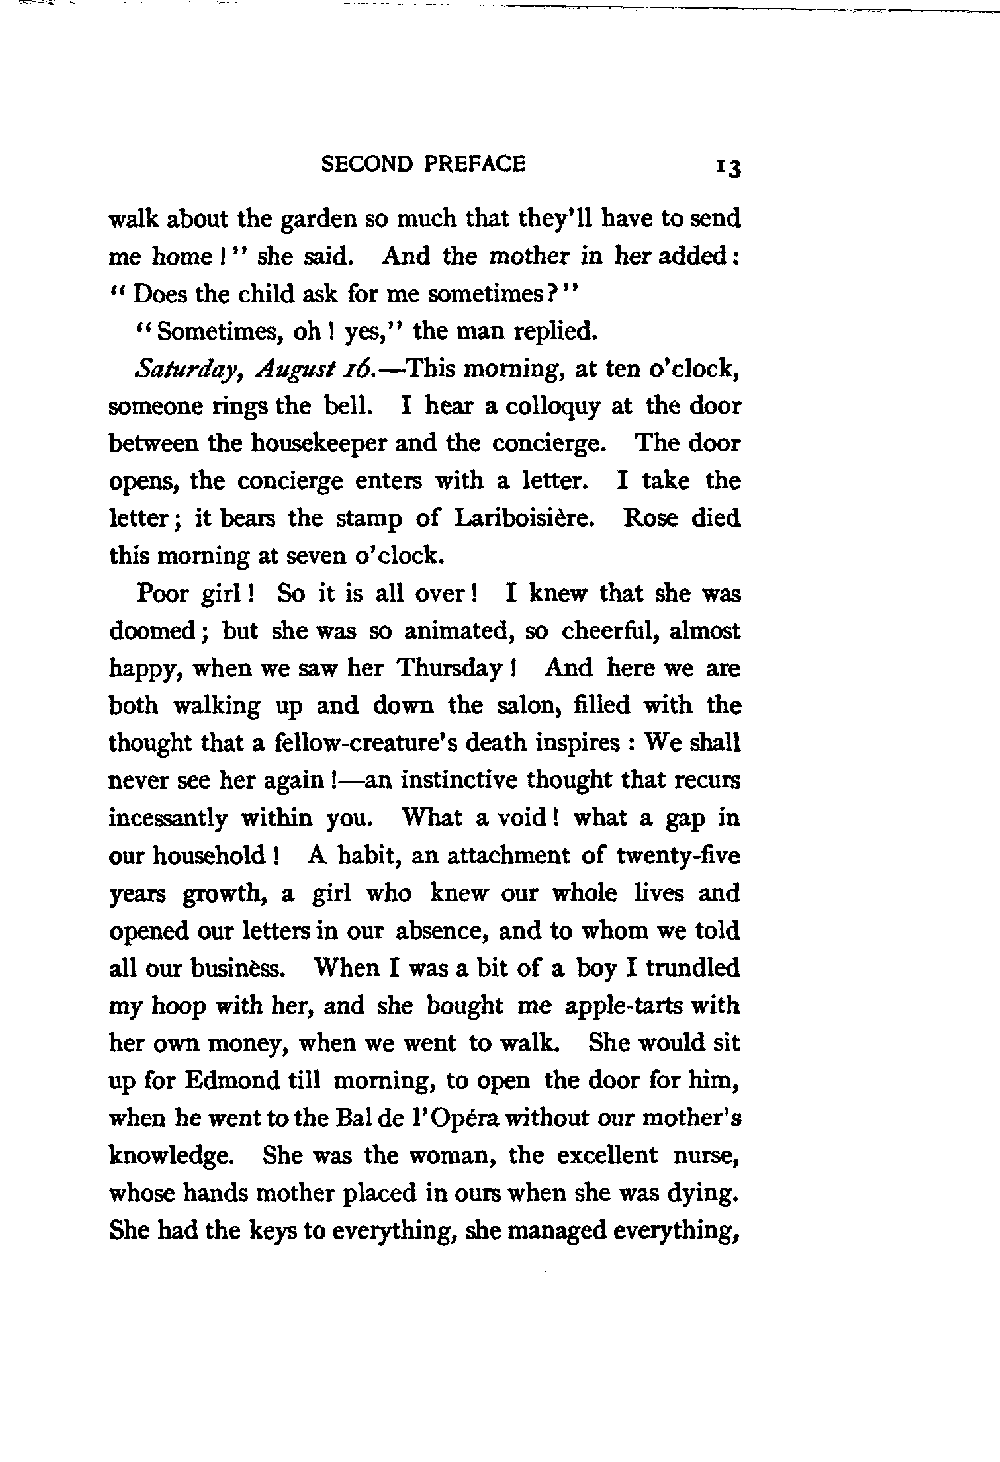 SECOND PREFACE 13
walk about the garden so much that they'll have to send
me home!" she said. And the mother in her added:
"Does the child ask for me sometimes?"
"Sometimes, oh! yes," the man replied.
Saturday, August 16.—This morning, at ten o'clock,
someone rings the bell. I hear a colloquy at the door
between the housekeeper and the concierge. The door
opens, the concierge enters with a letter. I take the
letter; it bears the stamp of Lariboisière. Rose died
this morning at seven o'clock.
Poor girl! So it is all over! I knew that she was
doomed; but she was so animated, so cheerful, almost
happy, when we saw her Thursday! And here we are
both walking up and down the salon, filled with the
thought that a fellow-creature's death inspires: We shall
never see her again!—an instinctive thought that recurs
incessantly within you. What a void! what a gap in
our household! A habit, an attachment of twenty-five
years growth, a girl who knew our whole lives and
opened our letters in our absence, and to whom we told
all our business. When I was a bit of a boy I trundled
my hoop with her, and she bought me apple-tarts with
her own money, when we went to walk. She would sit
up for Edmond till morning, to open the door for him,
when he went to the Bal de l'Opéra without our mother's
knowledge. She was the woman, the excellent nurse,
whose hands mother placed in ours when she was dying.
She had the keys to everything, she managed everything,